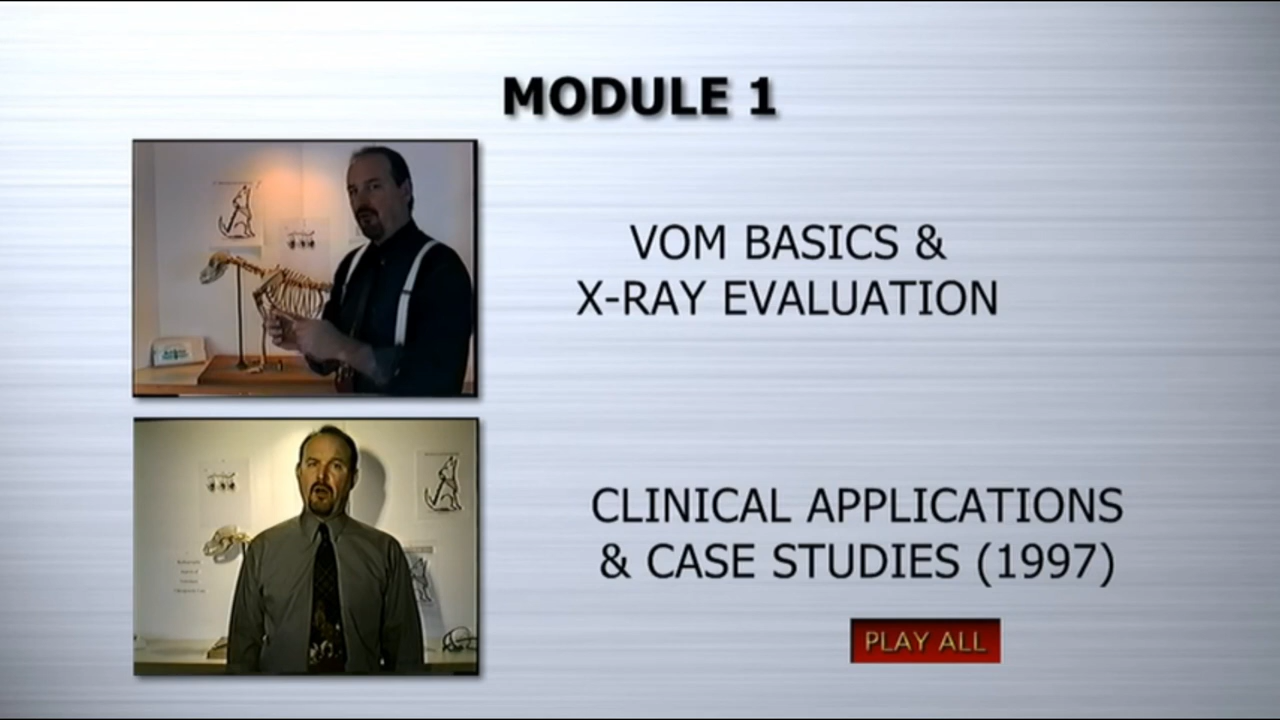 MODULE 1
VOM BASICS &
X-RAY EVALUATION
CLINICAL APPLICATIONS
& CASE STUDIES (1997)
PLAY ALL